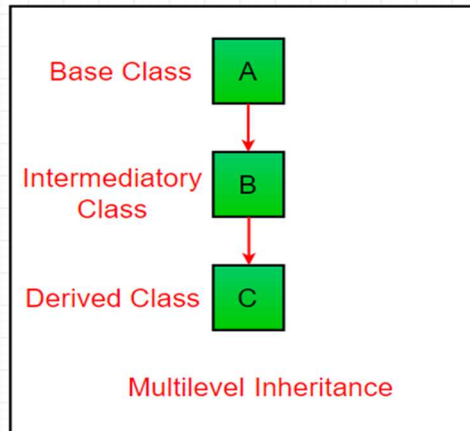 Base Class A
Intermediatory
Class B
Derived Class C
Multilevel Inheritance